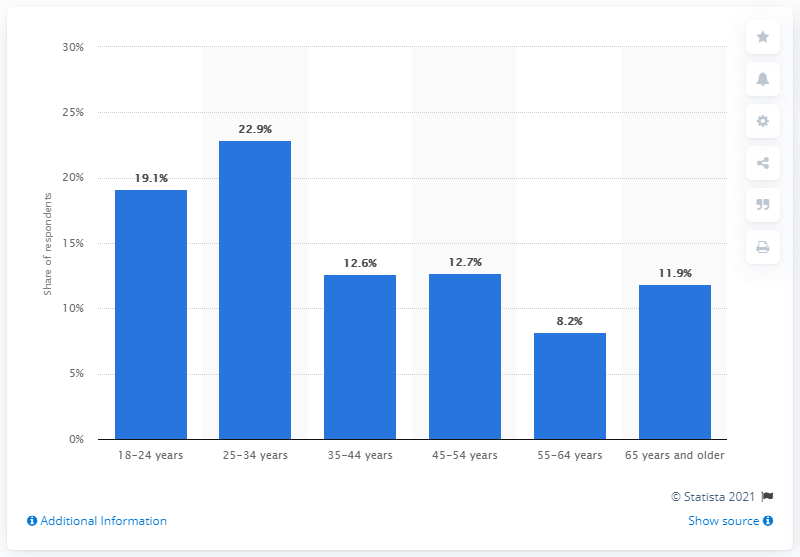 30%
25%
20%
15%
10%
5%
0%
Share of respondents
19.1%
22.9%
12.6%
12.7%
8.2%
11.9%
18-24 years
25-34 years
35-44 years
45-54 years
55-64 years
65 years and older
© Statista 2021
Additional Information
Show source